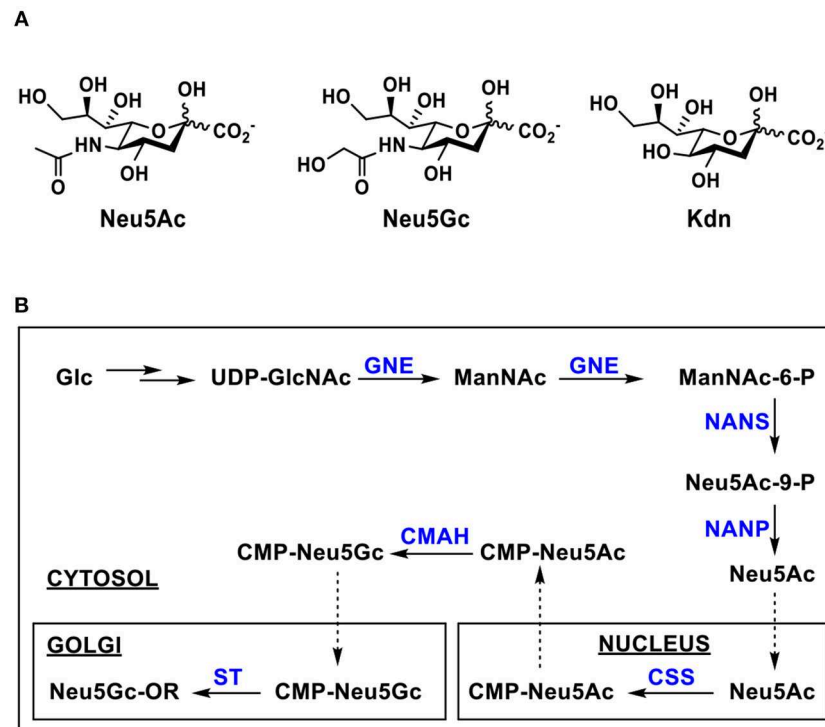 A
HO OH OH OH
O CO₂⁻
HN
O OH
Neu5Ac
HO OH OH OH
O CO₂⁻
HO HN
O OH
Neu5Gc
HO OH OH OH
O CO₂⁻
HO
OH
Kdn
B
Glc UDP-GlcNAc GNE ManNAc GNE ManNAc-6-P
NANS
Neu5Ac-9-P
NANP
Neu5Ac
CMP-Neu5Gc CMAH CMP-Neu5Ac
CYTOSOL
GOLGI
Neu5Gc-OR ST CMP-Neu5Gc
NUCLEUS
CMP-Neu5Ac CSS Neu5Ac